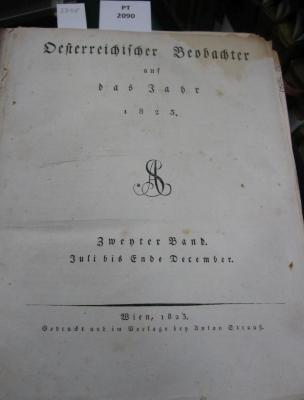 PT
2090
Oesterreichischer Beobachter
auf
das Jahr
1823.
AS
Zweyter Band.
Juli bis Ende December.
Wien, 1823.
Gedruckt und im Verlage bey Anton Strauß.